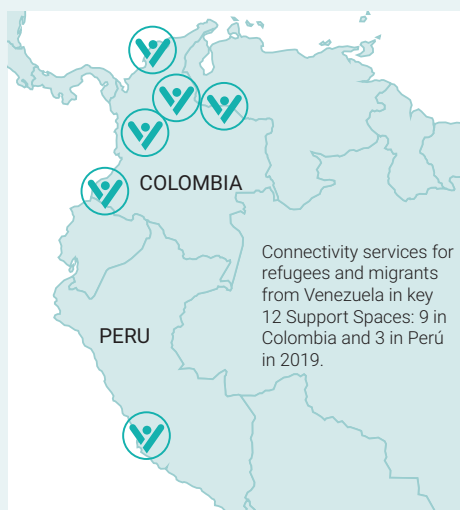 COLOMBIA
Connectivity services for
refugees and migrants
from Venezuela in key
12 Support Spaces: 9 in
Colombia and 3 in Perú
in 2019.
PERU